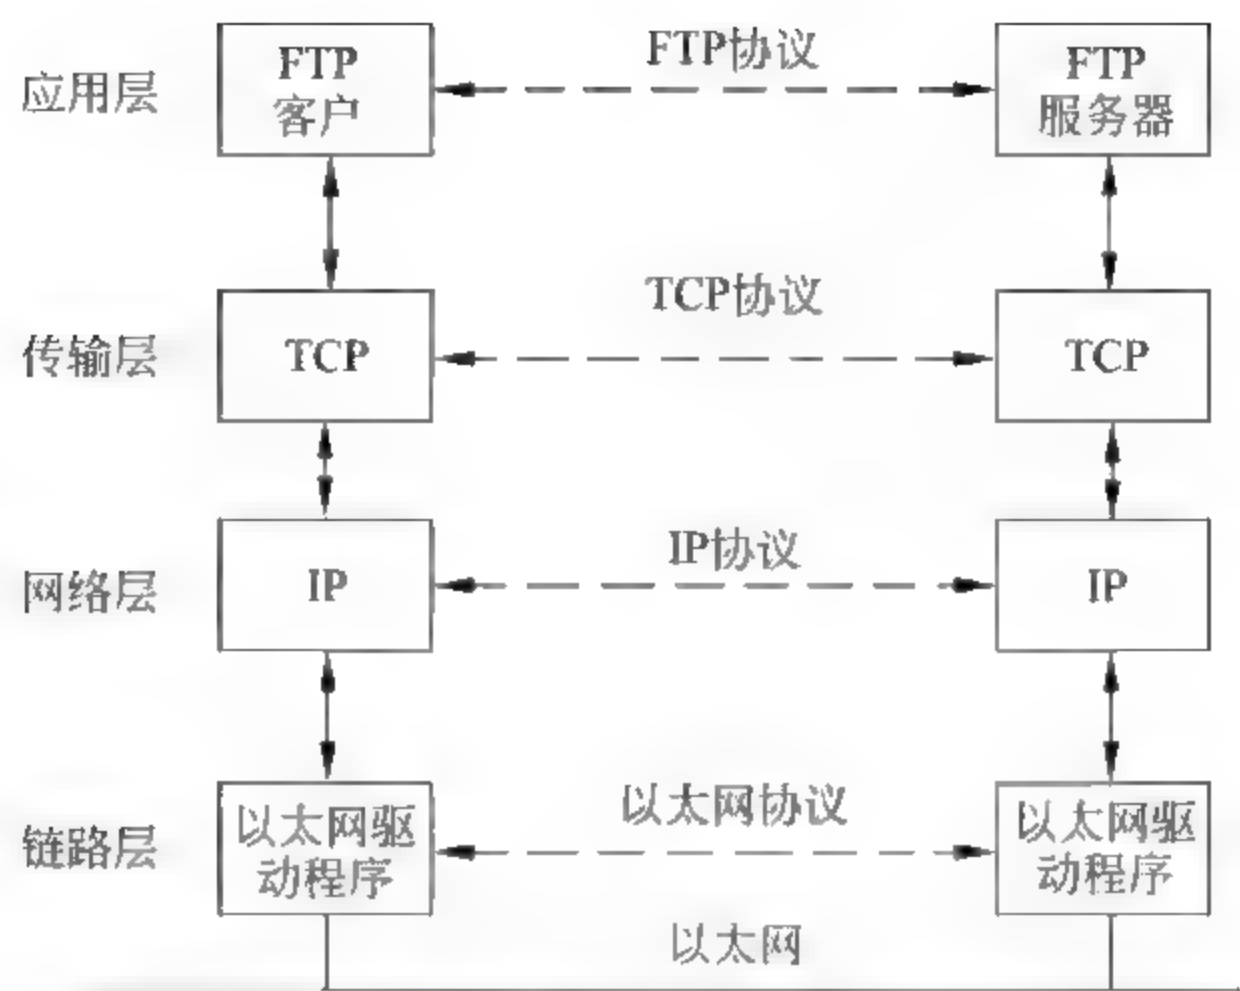 FTP协议
应用层
FTP
客户
FTP
服务器
TCP协议
传输层
TCP
TCP
IP协议
网络层
IP
IP
以太网协议
链路层
以太网驱
动程序
以太网驱
动程序
以太网